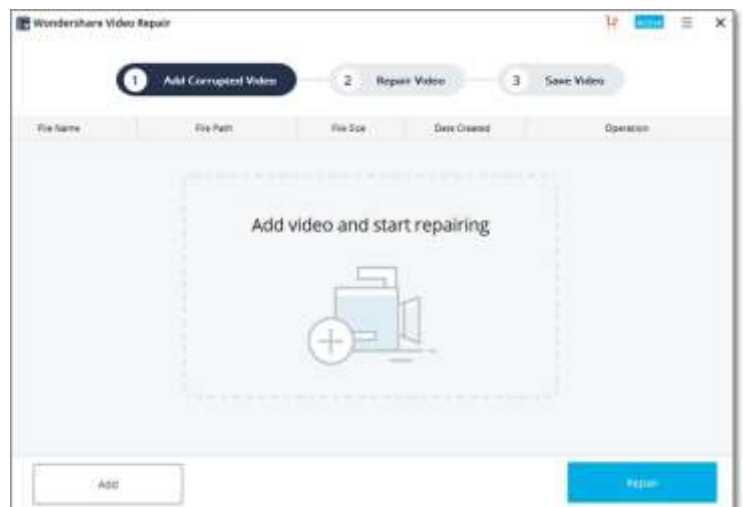 Wondershare Video Repair
1 Add Corrupted Video 2 Repair Video 3 Save Video
File Name File Path File Size Date Created Operation
Add video and start repairing
Add Repair